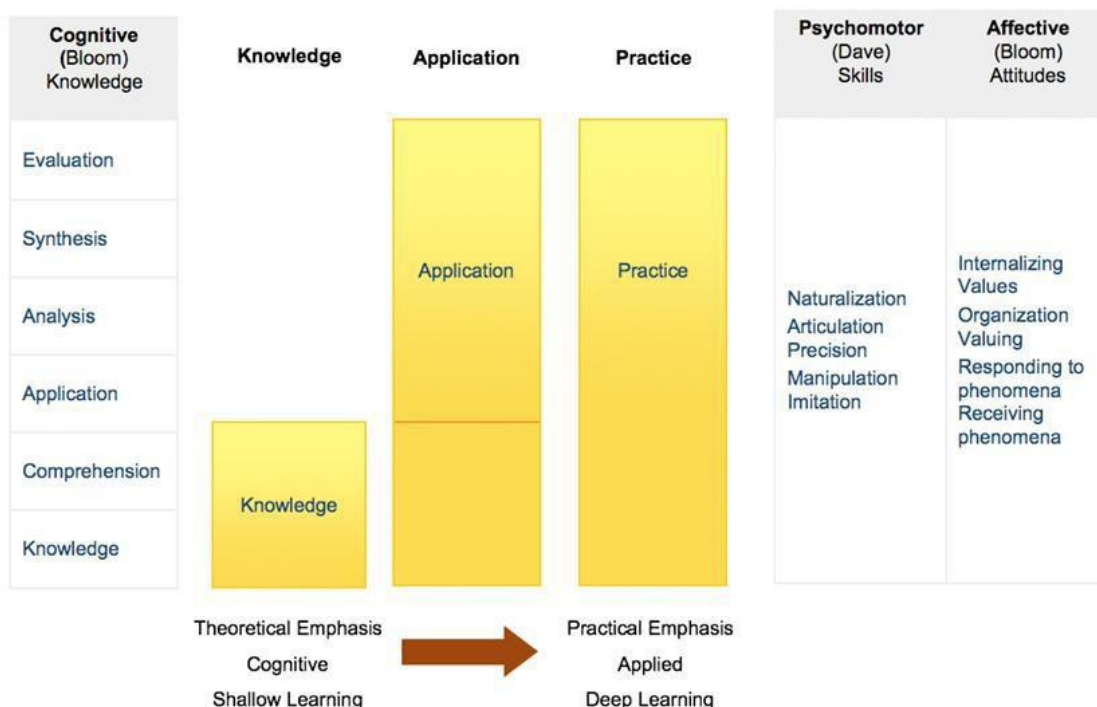 Cognitive
(Bloom)
Knowledge
Knowledge
Application
Practice
Psychomotor
(Dave)
Skills
Affective
(Bloom)
Attitudes
Evaluation
Synthesis
Analysis
Application
Comprehension
Knowledge
Knowledge
Application
Practice
Naturalization
Articulation
Precision
Manipulation
Imitation
Internalizing
Values
Organization
Valuing
Responding to
phenomena
Receiving
phenomena
Theoretical Emphasis
Cognitive
Shallow Learning
Practical Emphasis
Applied
Deep Learning